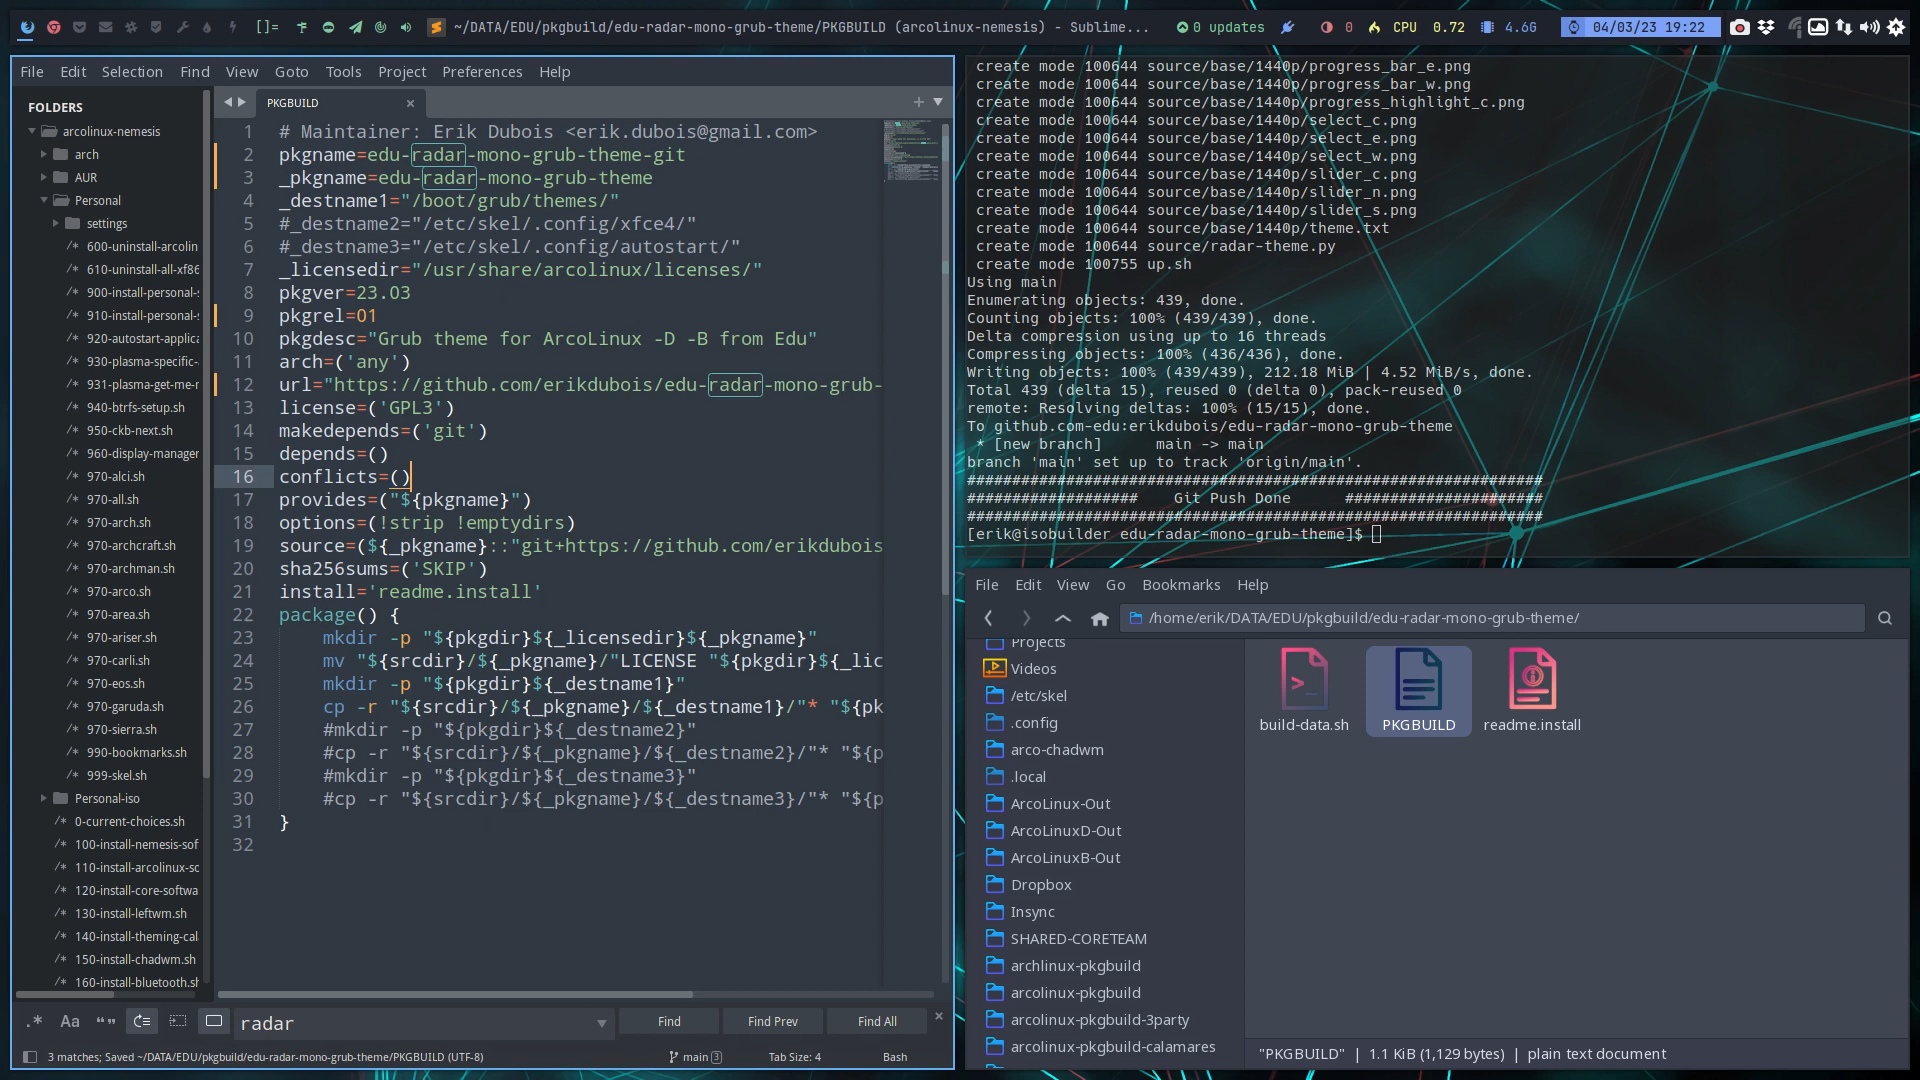 []=
~/DATA/EDU/pkgbuild/edu-radar-mono-grub-theme/PKGBUILD (arcolinux-nemesis) - Sublime...
0 updates
0
CPU 0.72
4.6G
04/03/23 19:22
File Edit Selection Find View Goto Tools Project Preferences Help
FOLDERS
arcolinux-nemesis
arch
AUR
Personal
settings
/* 600-uninstall-arcolin
/* 610-uninstall-all-xf86
/* 900-install-personal-
/* 910-install-personal-
/* 920-autostart-applica
/* 930-plasma-specific-
/* 931-plasma-get-me-r
/* 940-btrfs-setup.sh
/* 950-ckb-next.sh
/* 960-display-manager
/* 970-alci.sh
/* 970-all.sh
/* 970-arch.sh
/* 970-archcraft.sh
/* 970-archman.sh
/* 970-arco.sh
/* 970-area.sh
/* 970-ariser.sh
/* 970-carli.sh
/* 970-eos.sh
/* 970-garuda.sh
/* 970-sierra.sh
/* 990-bookmarks.sh
/* 999-skel.sh
Personal-iso
/* 0-current-choices.sh
/* 100-install-nemesis-sof
/* 110-install-arcolinux-sc
/* 120-install-core-softwa
/* 130-install-leftwm.sh
/* 140-install-theming-cal
/* 150-install-chadwm.sh
/* 160-install-bluetooth.sh
PKGBUILD ×
1 # Maintainer: Erik Dubois <erik.dubois@gmail.com>
2 pkgname=edu-radar-mono-grub-theme-git
3 _pkgname=edu-radar-mono-grub-theme
4 _destname1="/boot/grub/themes/"
5 #_destname2="/etc/skel/.config/xfce4/"
6 #_destname3="/etc/skel/.config/autostart/"
7 _licensedir="/usr/share/arcolinux/licenses/"
8 pkgver=23.03
9 pkgrel=01
10 pkgdesc="Grub theme for ArcoLinux -D -B from Edu"
11 arch=('any')
12 url="https://github.com/erikdubois/edu-radar-mono-grub-
13 license=('GPL3')
14 makedepends=('git')
15 depends=()
16 conflicts=()
17 provides=("${pkgname}")
18 options=(!strip !emptydirs)
19 source=(${_pkgname}::"git+https://github.com/erikdubois
20 sha256sums=('SKIP')
21 install='readme.install'
22 package() {
23 mkdir -p "${pkgdir}${_licensedir}${_pkgname}"
24 mv "${srcdir}/${_pkgname}/"LICENSE "${pkgdir}${_lic
25 mkdir -p "${pkgdir}${_destname1}"
26 cp -r "${srcdir}/${_pkgname}/${_destname1}/"* "${pk
27 #mkdir -p "${pkgdir}${_destname2}"
28 #cp -r "${srcdir}/${_pkgname}/${_destname2}/"* "${p
29 #mkdir -p "${pkgdir}${_destname3}"
30 #cp -r "${srcdir}/${_pkgname}/${_destname3}/"* "${p
31 }
32
.* Aa “”
radar
Find Find Prev Find All ×
3 matches; Saved ~/DATA/EDU/pkgbuild/edu-radar-mono-grub-theme/PKGBUILD (UTF-8)
main 3
Tab Size: 4
Bash
create mode 100644 source/base/1440p/progress_bar_e.png
create mode 100644 source/base/1440p/progress_bar_w.png
create mode 100644 source/base/1440p/progress_highlight_c.png
create mode 100644 source/base/1440p/select_c.png
create mode 100644 source/base/1440p/select_e.png
create mode 100644 source/base/1440p/select_w.png
create mode 100644 source/base/1440p/slider_c.png
create mode 100644 source/base/1440p/slider_n.png
create mode 100644 source/base/1440p/slider_s.png
create mode 100644 source/base/1440p/theme.txt
create mode 100644 source/radar-theme.py
create mode 100755 up.sh
Using main
Enumerating objects: 439, done.
Counting objects: 100% (439/439), done.
Delta compression using up to 16 threads
Compressing objects: 100% (436/436), done.
Writing objects: 100% (439/439), 212.18 MiB | 4.52 MiB/s, done.
Total 439 (delta 15), reused 0 (delta 0), pack-reused 0
remote: Resolving deltas: 100% (15/15), done.
To github.com-edu:erikdubois/edu-radar-mono-grub-theme
* [new branch] main -> main
branch 'main' set up to track 'origin/main'.
################################################################
################### Git Push Done ######################
################################################################
[erik@isobuilder edu-radar-mono-grub-theme]$
File Edit View Go Bookmarks Help
/home/erik/DATA/EDU/pkgbuild/edu-radar-mono-grub-theme/
Projects
Videos
/etc/skel
.config
arco-chadwm
.local
ArcoLinux-Out
ArcoLinuxD-Out
ArcoLinuxB-Out
Dropbox
Insync
SHARED-CORETEAM
archlinux-pkgbuild
arcolinux-pkgbuild
arcolinux-pkgbuild-3party
arcolinux-pkgbuild-calamares
build-data.sh
PKGBUILD
readme.install
"PKGBUILD" | 1.1 KiB (1,129 bytes) | plain text document